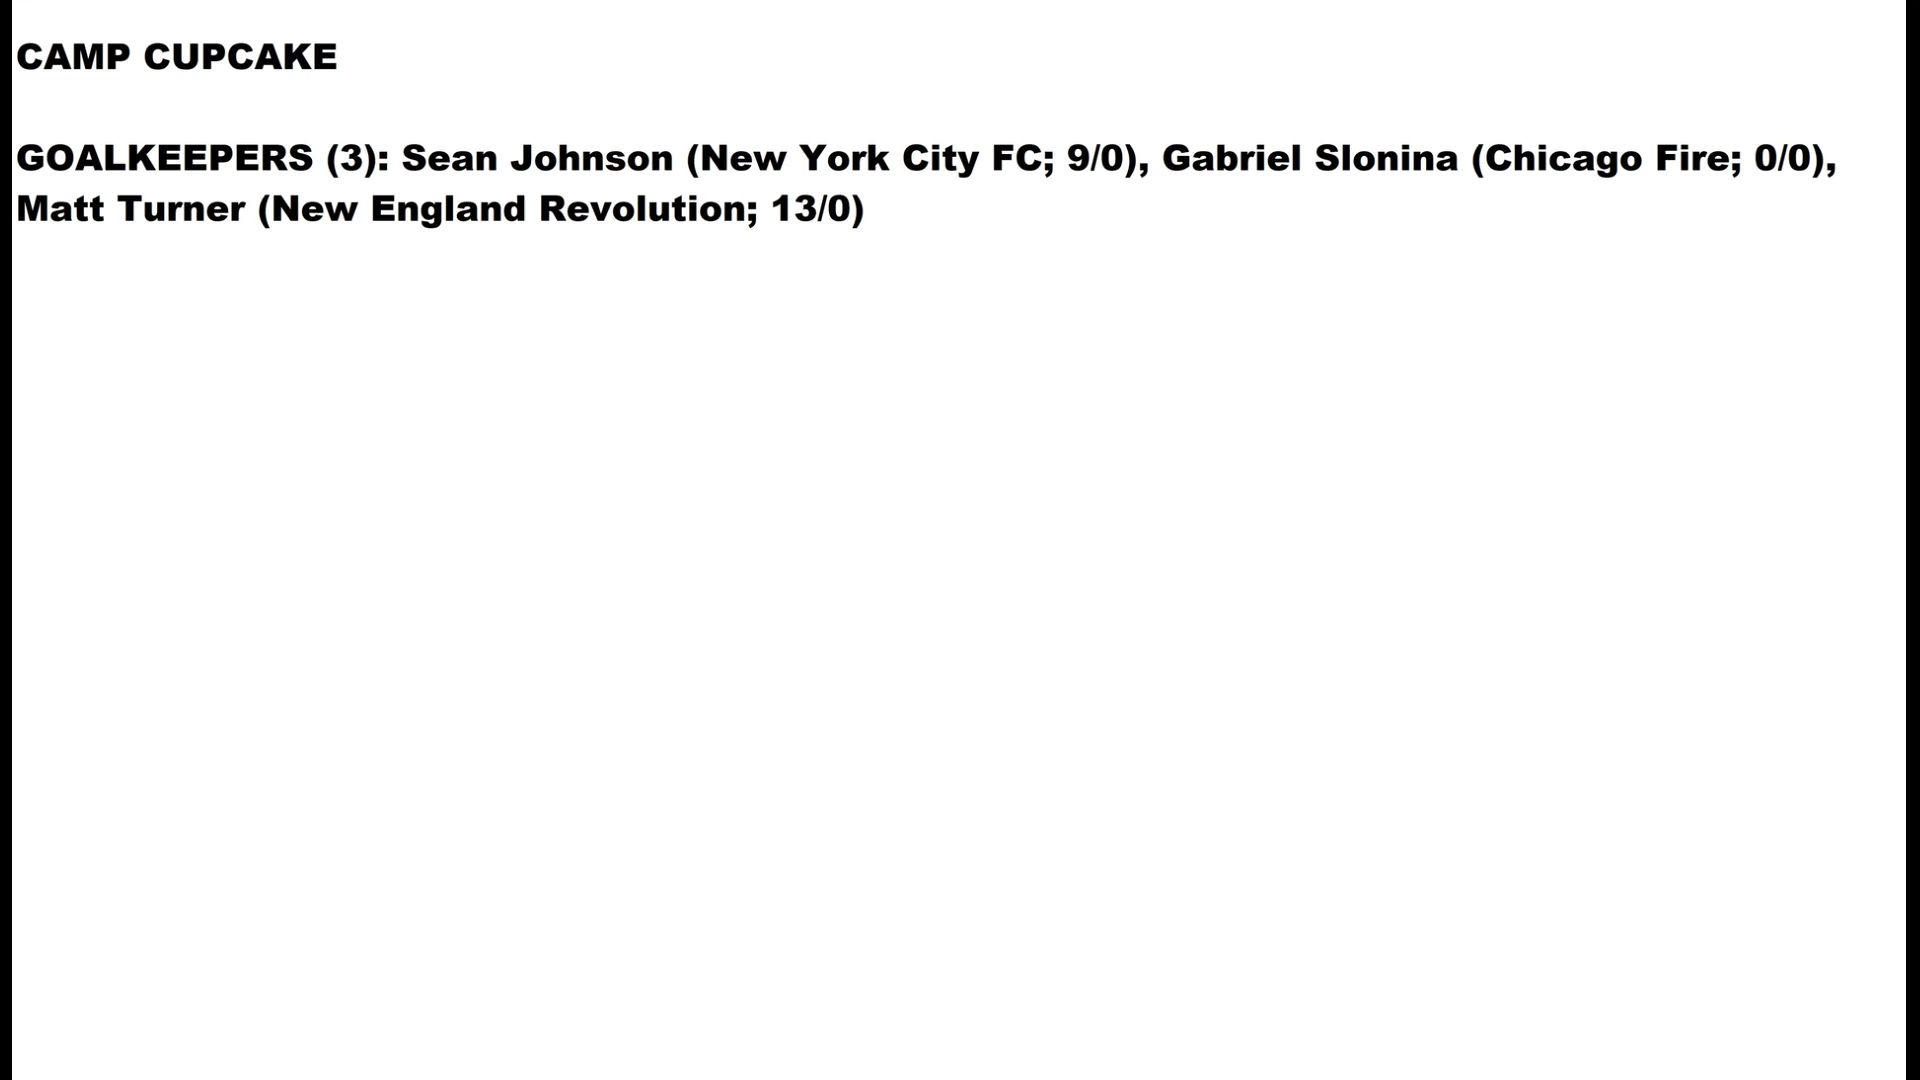 CAMP CUPCAKE
GOALKEEPERS (3): Sean Johnson (New York City FC; 9/0), Gabriel Slonina (Chicago Fire; 0/0),
Matt Turner (New England Revolution; 13/0)